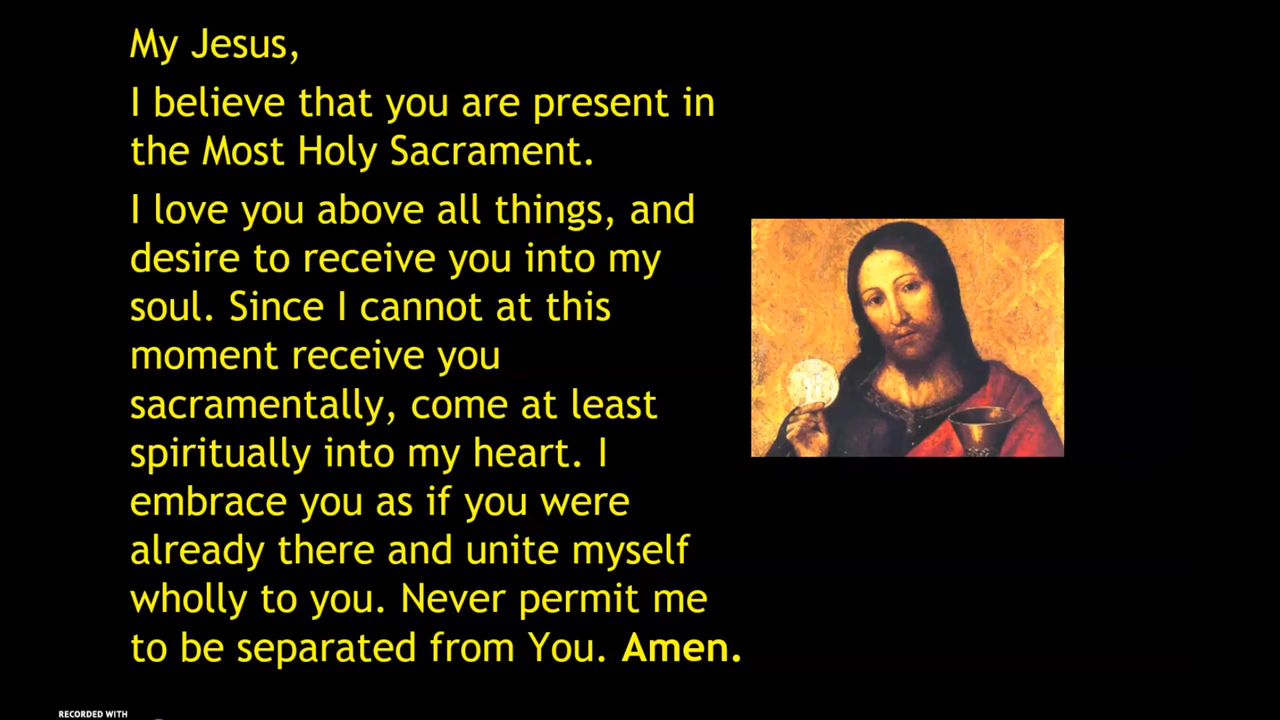 My Jesus,
I believe that you are present in
the Most Holy Sacrament.
I love you above all things, and
desire to receive you into my
soul. Since I cannot at this
moment receive you
sacramentally, come at least
spiritually into my heart. I
embrace you as if you were
already there and unite myself
wholly to you. Never permit me
to be separated from You. Amen.
RECORDED WITH